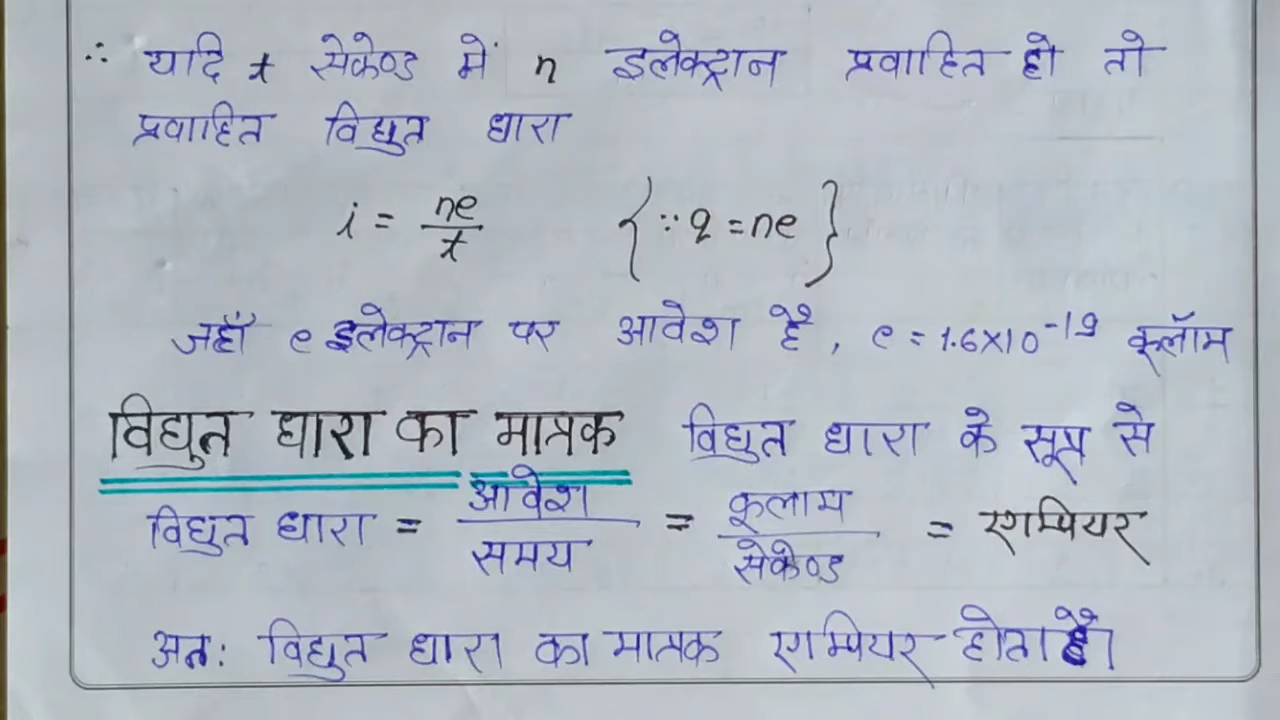 ∴ यदि t सेकेण्ड में n इलेक्ट्रान प्रवाहित हो तो
प्रवाहित विद्युत धारा
i = ne/t { ∵ q = ne }
जहाँ e इलेक्ट्रान पर आवेश है, e = 1.6×10⁻¹⁹ कूलॉम
विद्युत धारा का मात्रक विद्युत धारा के सूत्र से
विद्युत धारा = आवेश/समय = कूलाम/सेकेण्ड = एम्पियर
अतः विद्युत धारा का मात्रक एम्पियर होता है।